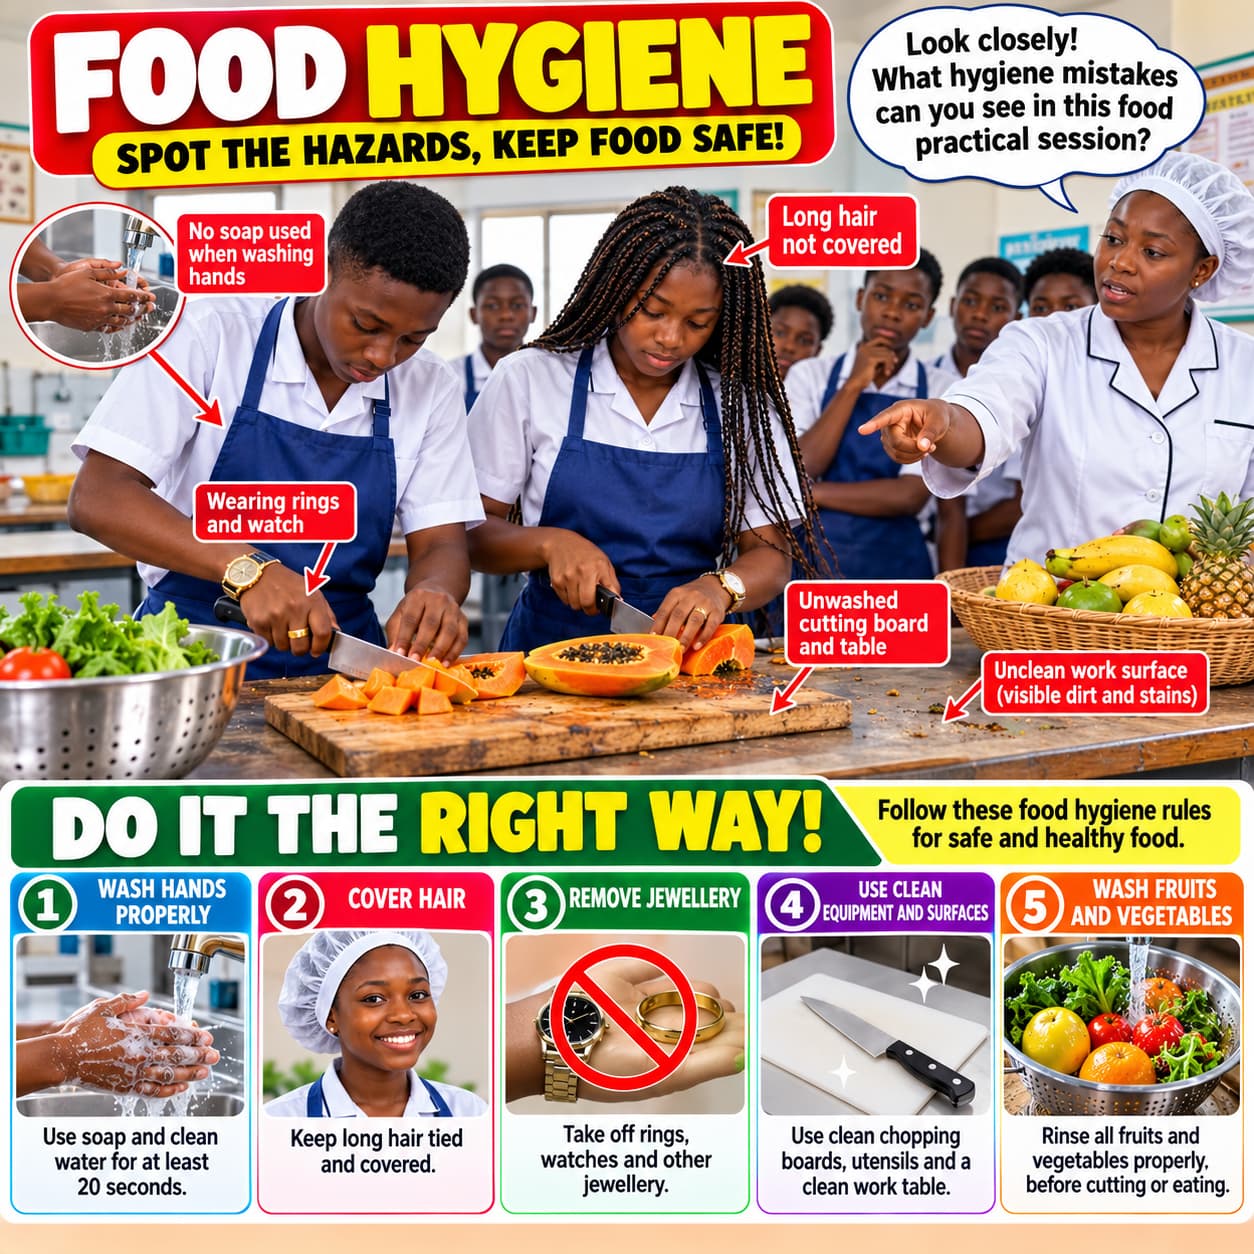 FOOD HYGIENE
SPOT THE HAZARDS, KEEP FOOD SAFE!
Look closely!
What hygiene mistakes
can you see in this food
practical session?
No soap used
when washing
hands
Long hair
not covered
Wearing rings
and watch
Unwashed
cutting board
and table
Unclean work surface
(visible dirt and stains)
DO IT THE RIGHT WAY!
Follow these food hygiene rules
for safe and healthy food.
1 WASH HANDS
PROPERLY
Use soap and clean
water for at least
20 seconds.
2 COVER HAIR
Keep long hair tied
and covered.
3 REMOVE JEWELLERY
Take off rings,
watches and other
jewellery.
4 USE CLEAN
EQUIPMENT AND SURFACES
Use clean chopping
boards, utensils and a
clean work table.
5 WASH FRUITS
AND VEGETABLES
Rinse all fruits and
vegetables properly,
before cutting or eating.